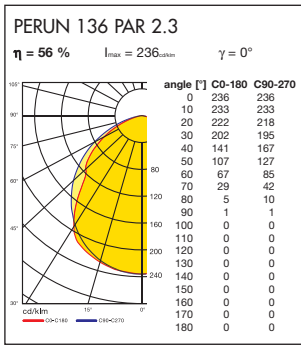 PERUN 136 PAR 2.3
η = 56 % Imax = 236cd/klm γ = 0°
angle [°] C0-180 C90-270
0 236 236
10 233 233
20 222 218
30 202 195
40 141 167
50 107 127
60 67 85
70 29 42
80 5 10
90 1 1
100 0 0
110 0 0
120 0 0
130 0 0
140 0 0
150 0 0
160 0 0
170 0 0
180 0 0
105°
90°
75°
60°
45°
30°
15°
0°
80
120
160
200
240
cd/klm
C0-C180 C90-C270